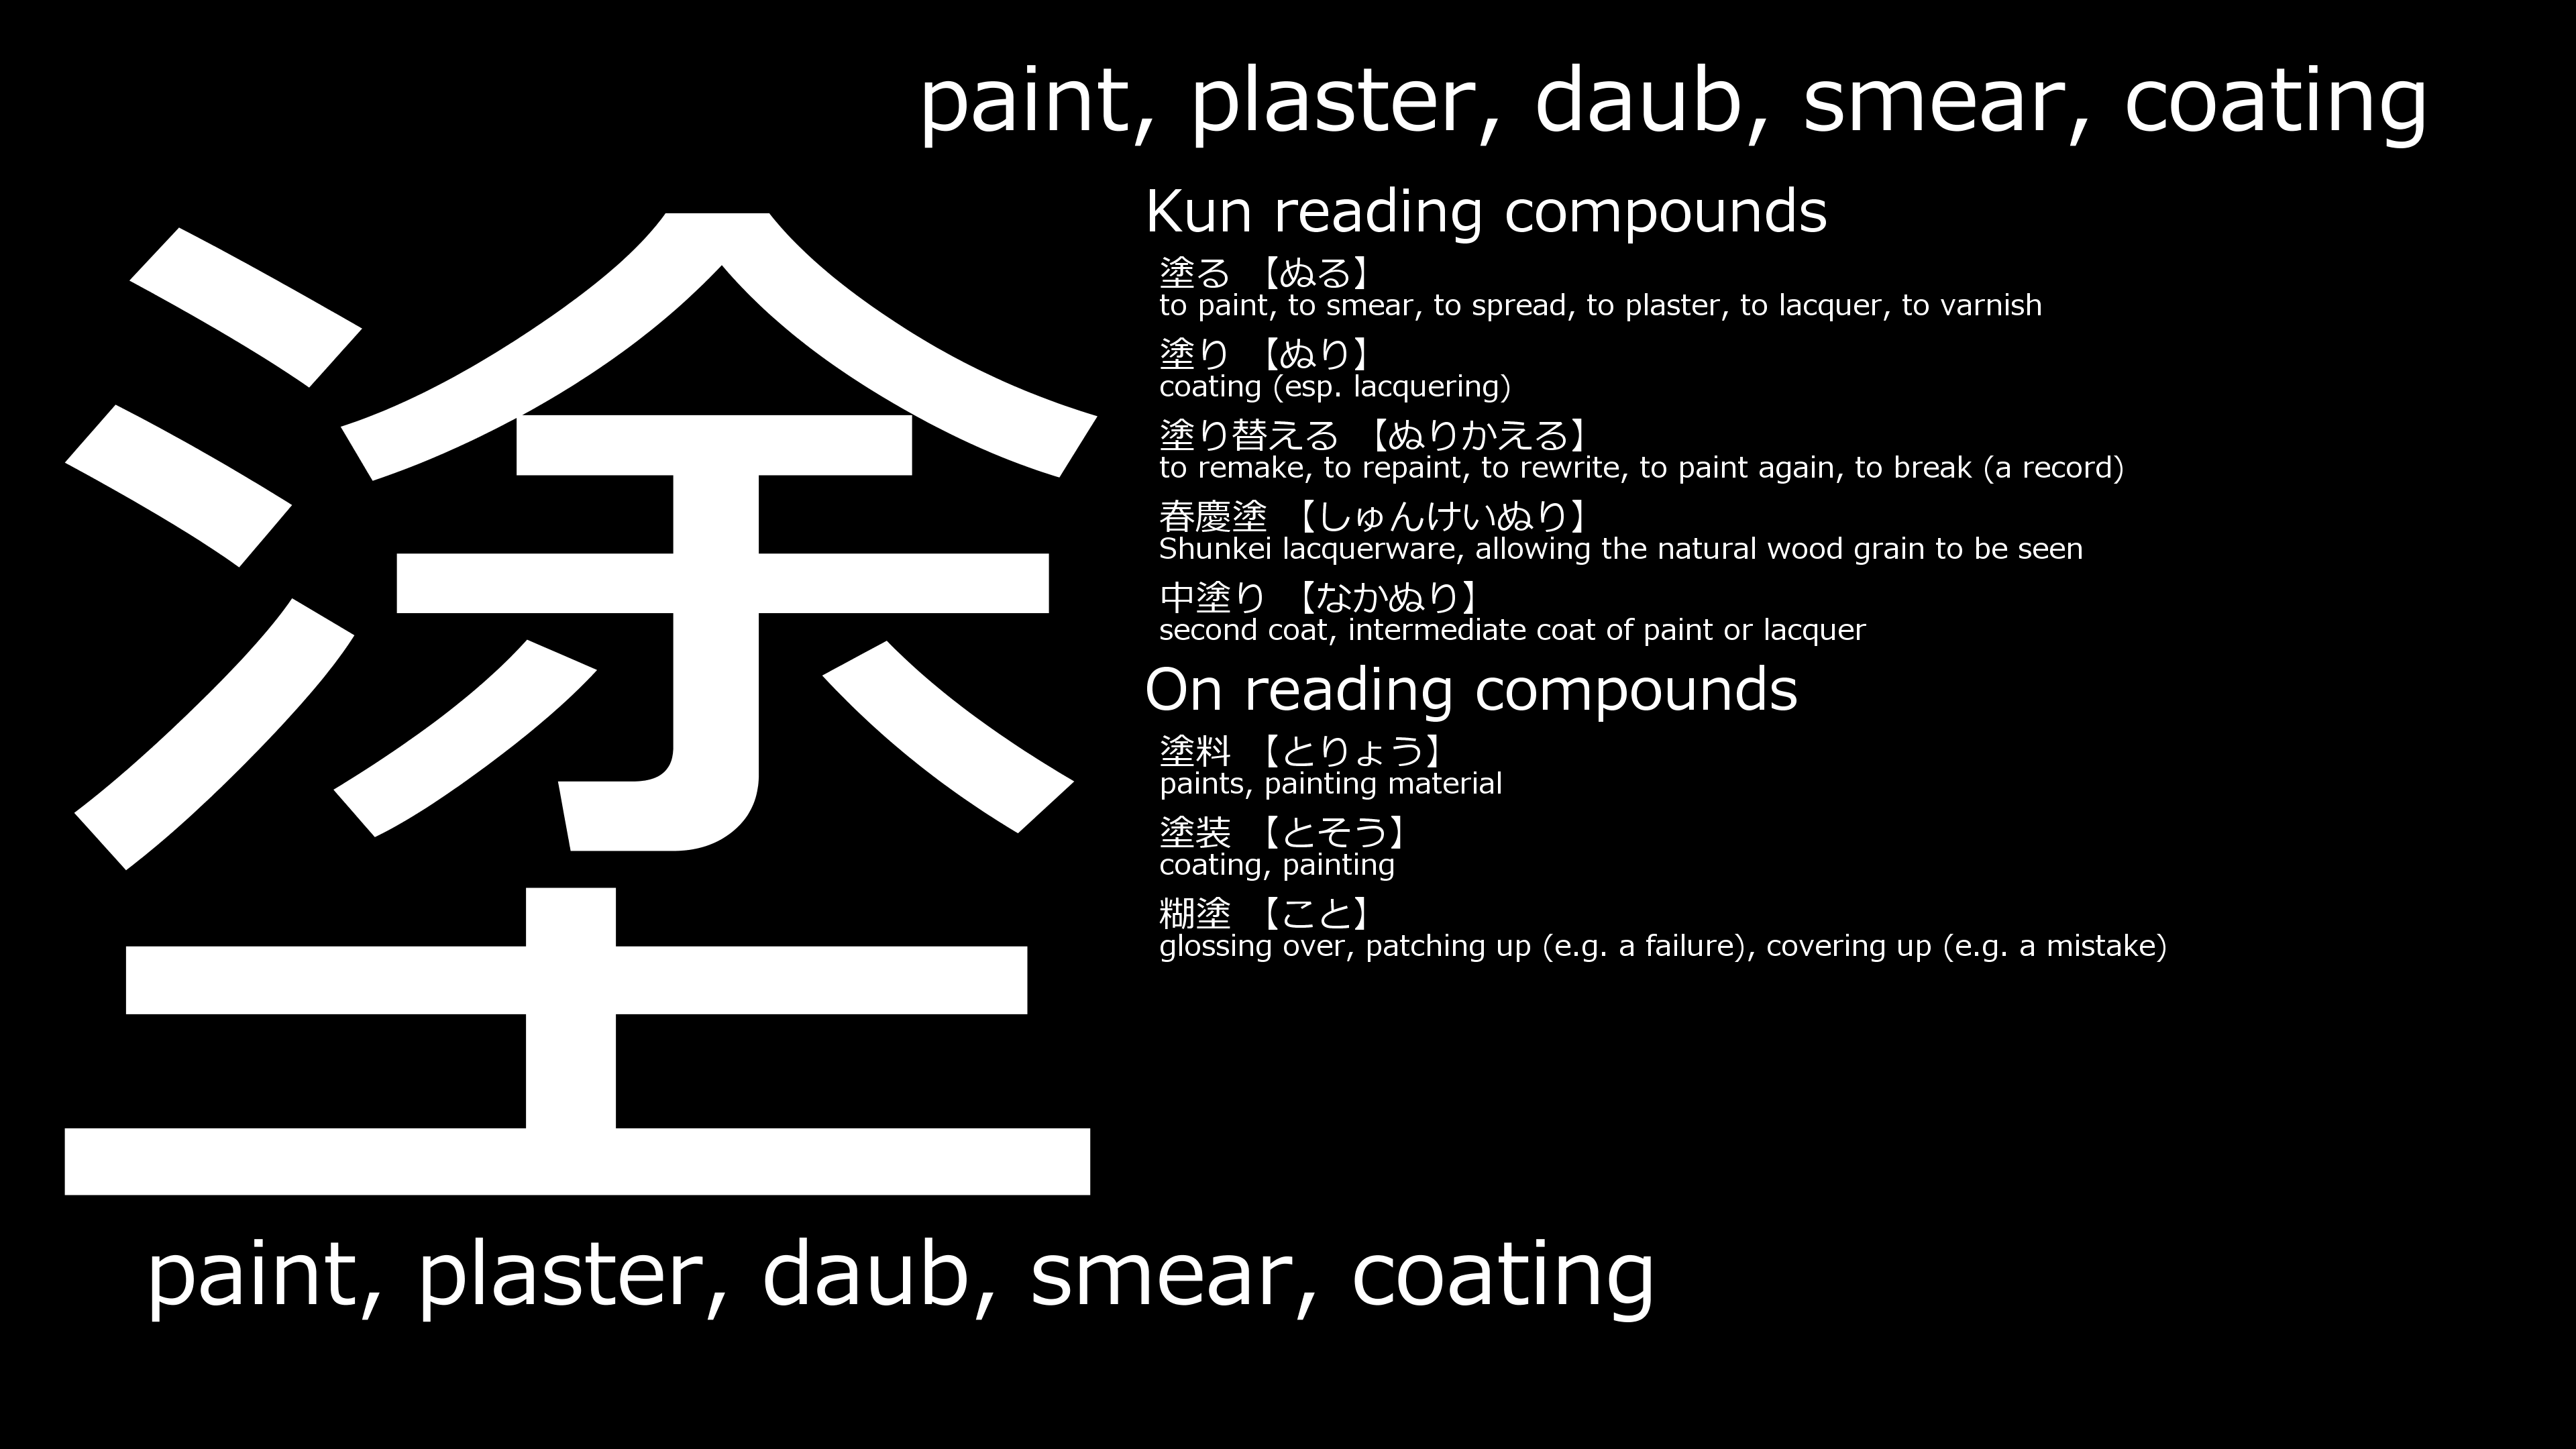 paint, plaster, daub, smear, coating
塗
Kun reading compounds
塗る 【ぬる】
to paint, to smear, to spread, to plaster, to lacquer, to varnish
塗り 【ぬり】
coating (esp. lacquering)
塗り替える 【ぬりかえる】
to remake, to repaint, to rewrite, to paint again, to break (a record)
春慶塗 【しゅんけいぬり】
Shunkei lacquerware, allowing the natural wood grain to be seen
中塗り 【なかぬり】
second coat, intermediate coat of paint or lacquer
On reading compounds
塗料 【とりょう】
paints, painting material
塗装 【とそう】
coating, painting
糊塗 【こと】
glossing over, patching up (e.g. a failure), covering up (e.g. a mistake)
paint, plaster, daub, smear, coating